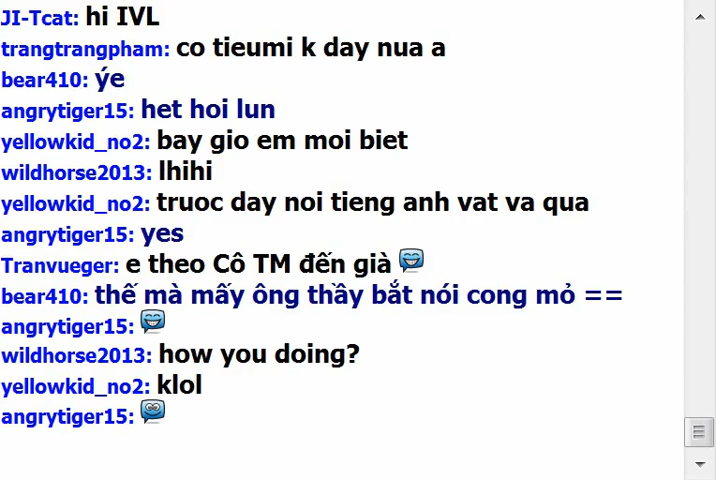 JI-Tcat: hi IVL
trangtrangpham: co tieumi k day nua a
bear410: ýe
angrytiger15: het hoi lun
yellowkid_no2: bay gio em moi biet
wildhorse2013: lhihi
yellowkid_no2: truoc day noi tieng anh vat va qua
angrytiger15: yes
Tranvueger: e theo Cô TM đến già
bear410: thế mà mấy ông thầy bắt nói cong mỏ ==
angrytiger15:
wildhorse2013: how you doing?
yellowkid_no2: klol
angrytiger15: